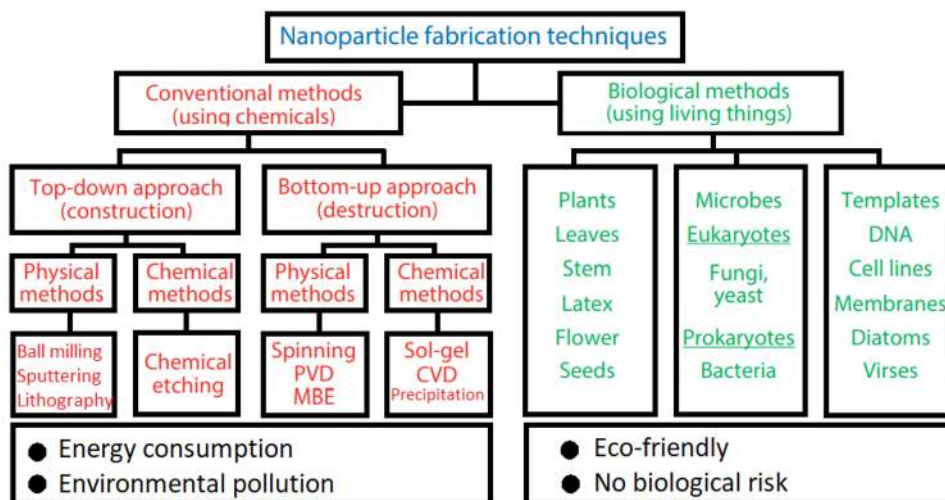 Nanoparticle fabrication techniques
Conventional methods
(using chemicals)
Biological methods
(using living things)
Top-down approach
(construction)
Bottom-up approach
(destruction)
Physical
methods
Chemical
methods
Physical
methods
Chemical
methods
Ball milling
Sputtering
Lithography
Chemical
etching
Spinning
PVD
MBE
Sol-gel
CVD
Precipitation
Plants
Leaves
Stem
Latex
Flower
Seeds
Microbes
Eukaryotes
Fungi,
yeast
Prokaryotes
Bacteria
Templates
DNA
Cell lines
Membranes
Diatoms
Virses
● Energy consumption
● Environmental pollution
● Eco-friendly
● No biological risk